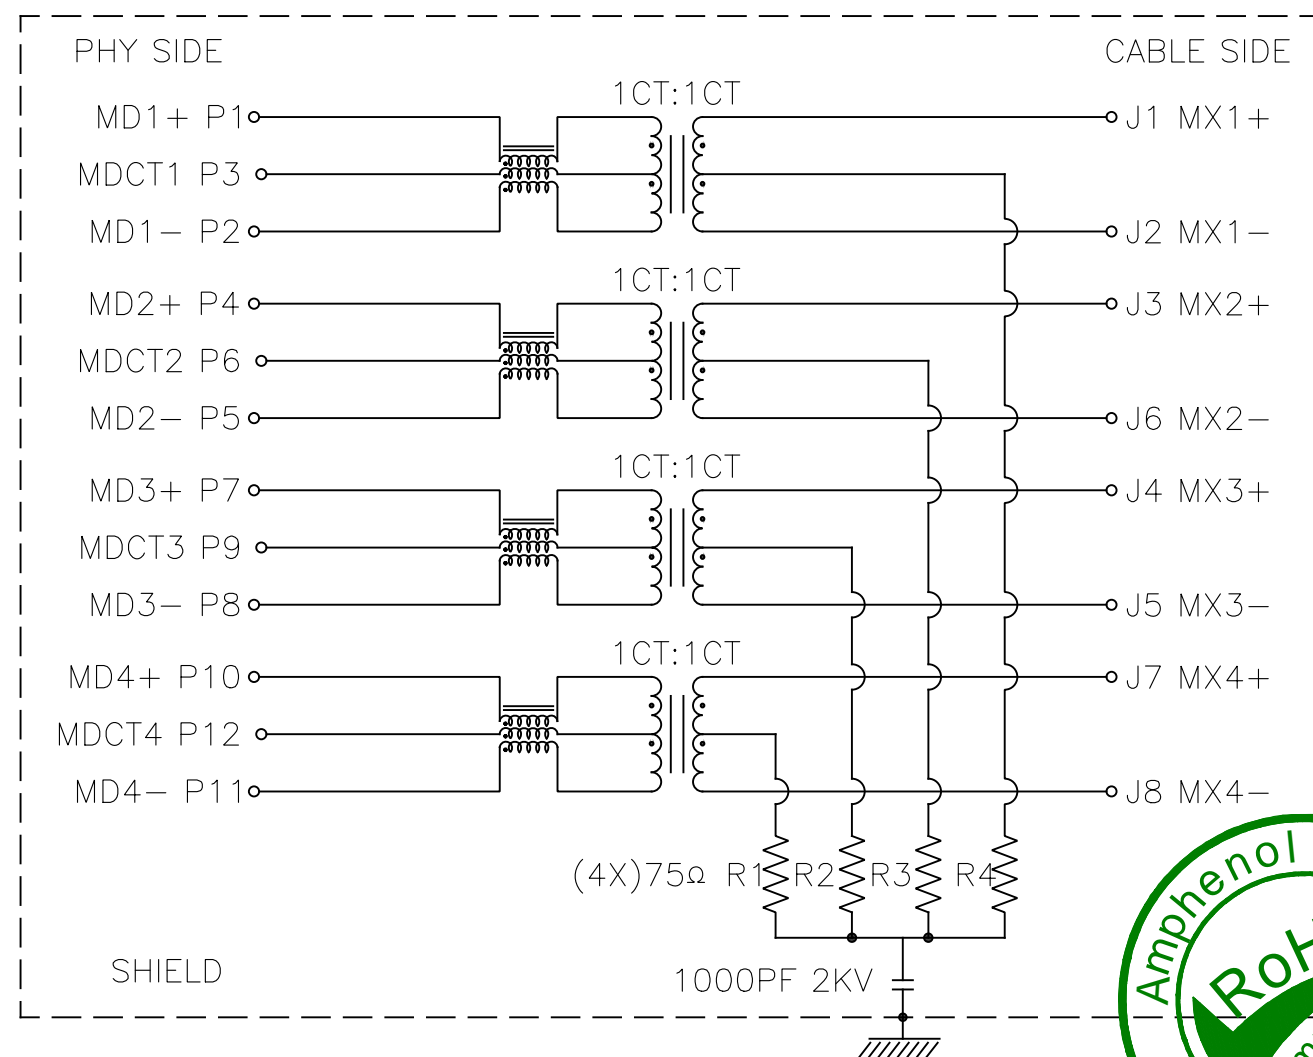 PHY SIDE
CABLE SIDE
1CT:1CT
MD1+ P1
J1 MX1+
MDCT1 P3
MD1− P2
J2 MX1−
1CT:1CT
MD2+ P4
J3 MX2+
MDCT2 P6
MD2− P5
J6 MX2−
1CT:1CT
MD3+ P7
J4 MX3+
MDCT3 P9
MD3− P8
J5 MX3−
1CT:1CT
MD4+ P10
J7 MX4+
MDCT4 P12
MD4− P11
J8 MX4−
(4X)75Ω R1 R2 R3 R4
SHIELD
1000PF 2KV
Amphenol